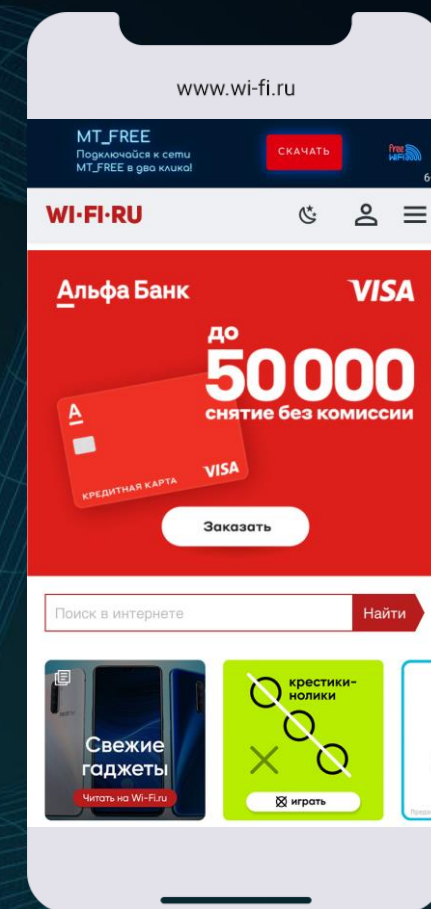 www.wi-fi.ru
MT_FREE
Подключайся к сети
MT_FREE в два клика!
СКАЧАТЬ
free
WiFi
WI·FI·RU
Альфа Банк
VISA
до
50 000
снятие без комиссии
А
VISA
КРЕДИТНАЯ КАРТА
Заказать
Поиск в интернете
Найти
Свежие
гаджеты
Читать на Wi-Fi.ru
крестики-
нолики
играть